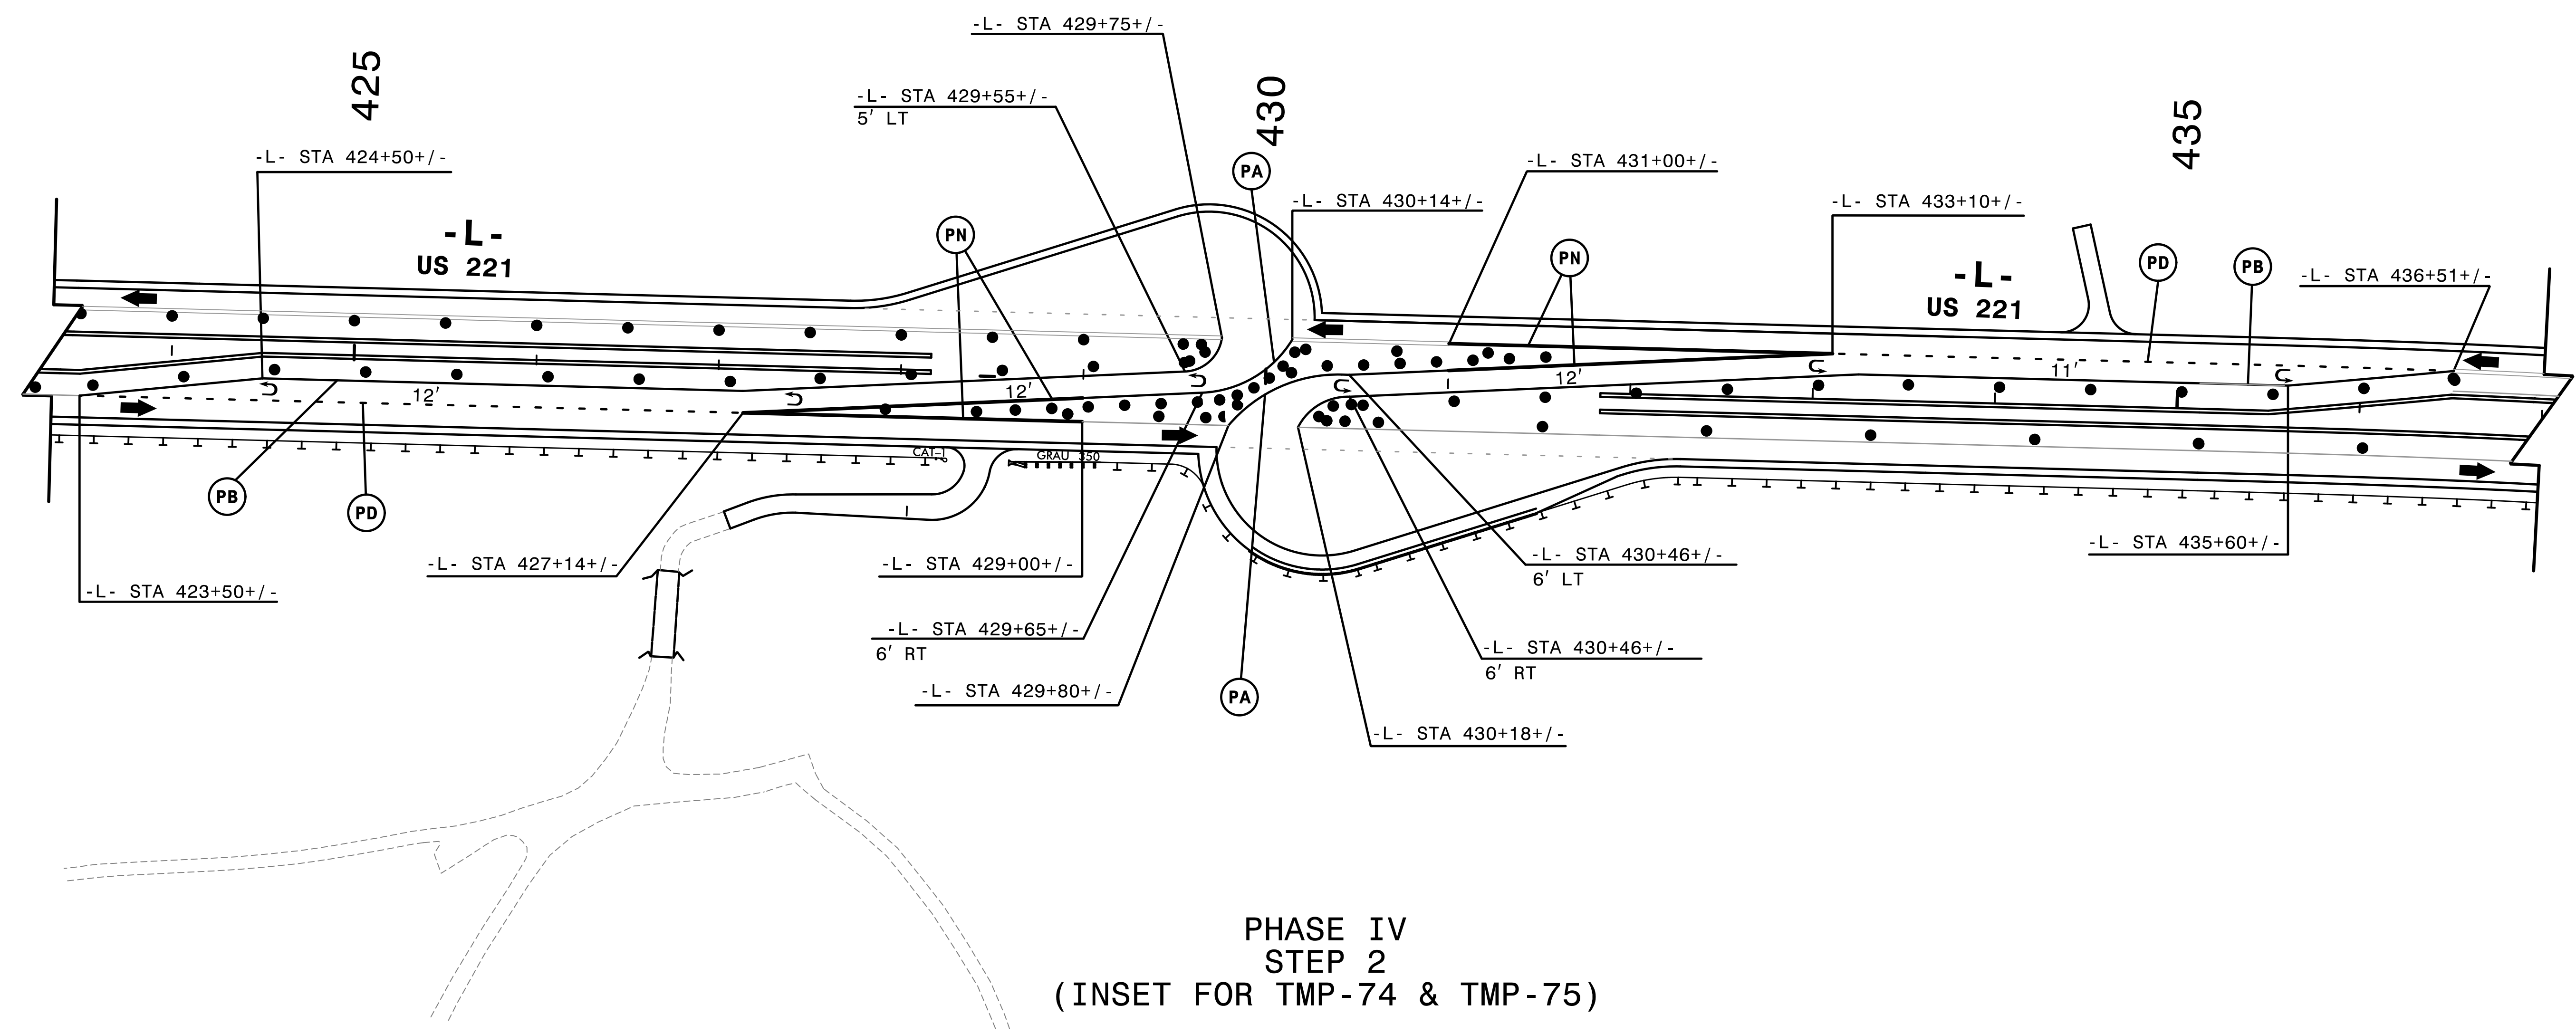 -L- STA 429+75+/-
425
-L- STA 429+55+/-
5' LT
430
435
-L- STA 424+50+/-
PA
-L- STA 431+00+/-
-L- STA 430+14+/-
-L- STA 433+10+/-
-L-
US 221
PN
PN
-L-
US 221
PD
PB
-L- STA 436+51+/-
12'
12'
12'
11'
CAT-1
GRAU 350
PB
PD
-L- STA 423+50+/-
-L- STA 427+14+/-
-L- STA 429+00+/-
-L- STA 430+46+/-
6' LT
-L- STA 435+60+/-
-L- STA 429+65+/-
6' RT
-L- STA 430+46+/-
6' RT
-L- STA 429+80+/-
PA
-L- STA 430+18+/-
PHASE IV
STEP 2
(INSET FOR TMP-74 & TMP-75)